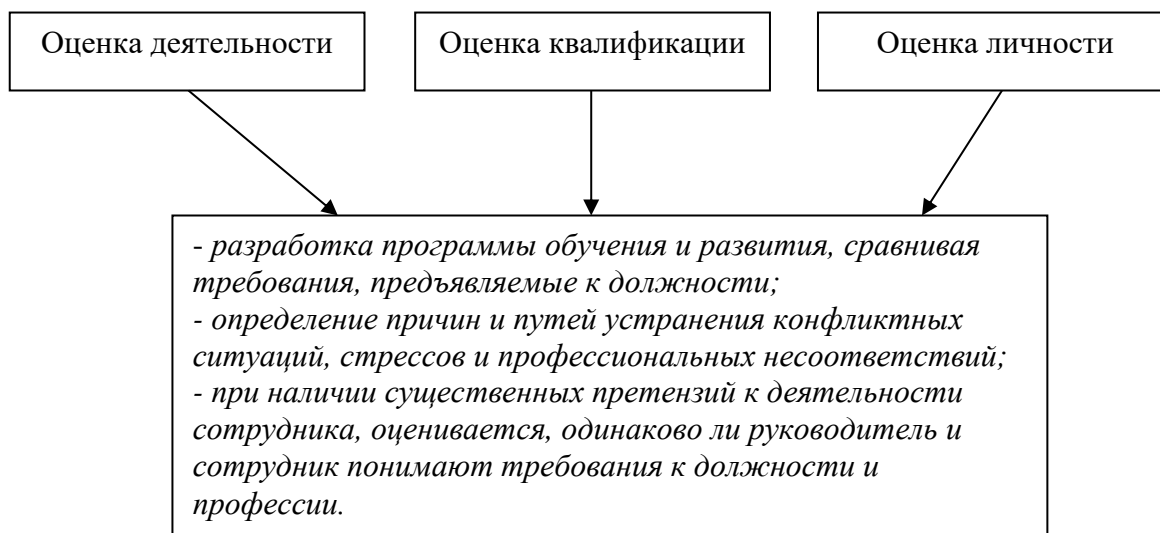 Оценка деятельности
Оценка квалификации
Оценка личности
- разработка программы обучения и развития, сравнивая
требования, предъявляемые к должности;
- определение причин и путей устранения конфликтных
ситуаций, стрессов и профессиональных несоответствий;
- при наличии существенных претензий к деятельности
сотрудника, оценивается, одинаково ли руководитель и
сотрудник понимают требования к должности и
профессии.